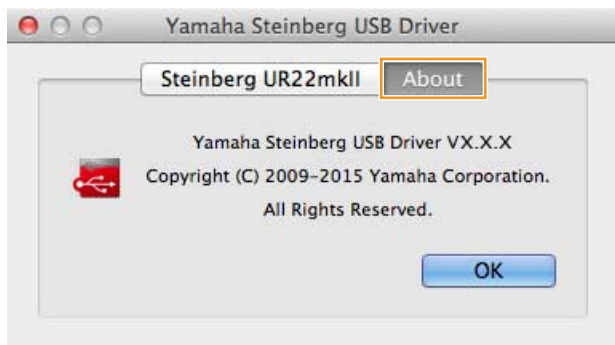 Yamaha Steinberg USB Driver
Steinberg UR22mkII About
Yamaha Steinberg USB Driver VX.X.X
Copyright (C) 2009-2015 Yamaha Corporation.
All Rights Reserved.
OK